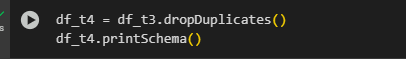 df_t4 = df_t3.dropDuplicates()
df_t4.printSchema()